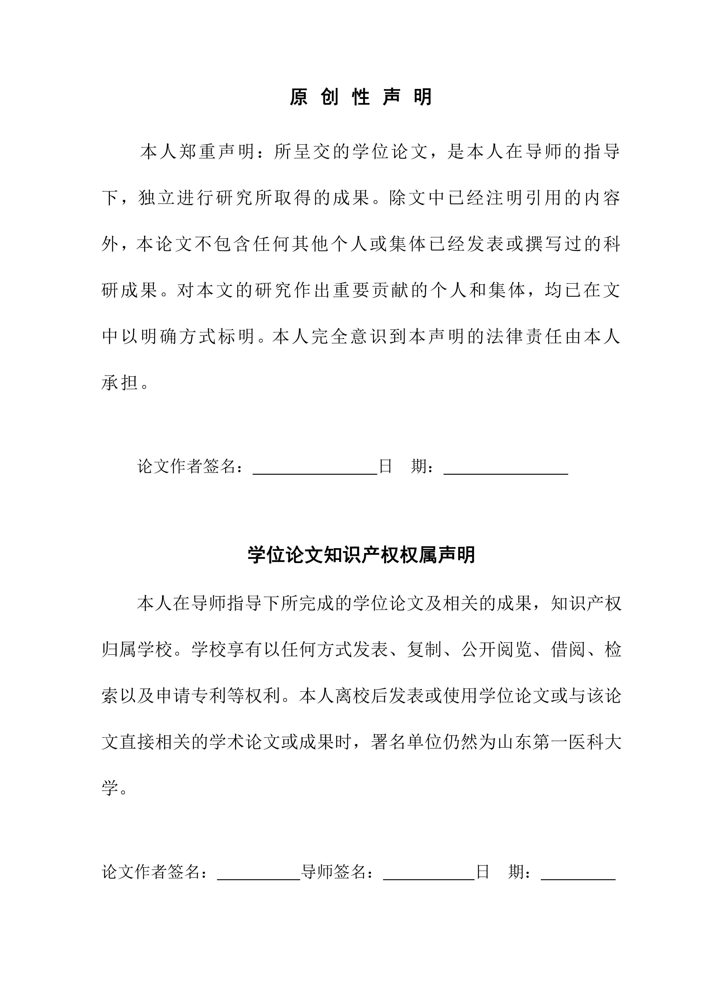 原 创 性 声 明
本人郑重声明：所呈交的学位论文，是本人在导师的指导
下，独立进行研究所取得的成果。除文中已经注明引用的内容
外，本论文不包含任何其他个人或集体已经发表或撰写过的科
研成果。对本文的研究作出重要贡献的个人和集体，均已在文
中以明确方式标明。本人完全意识到本声明的法律责任由本人
承担。
论文作者签名：_______________日　期：_______________
学位论文知识产权权属声明
本人在导师指导下所完成的学位论文及相关的成果，知识产权
归属学校。学校享有以任何方式发表、复制、公开阅览、借阅、检
索以及申请专利等权利。本人离校后发表或使用学位论文或与该论
文直接相关的学术论文或成果时，署名单位仍然为山东第一医科大
学。
论文作者签名：__________导师签名：___________日　期：_________